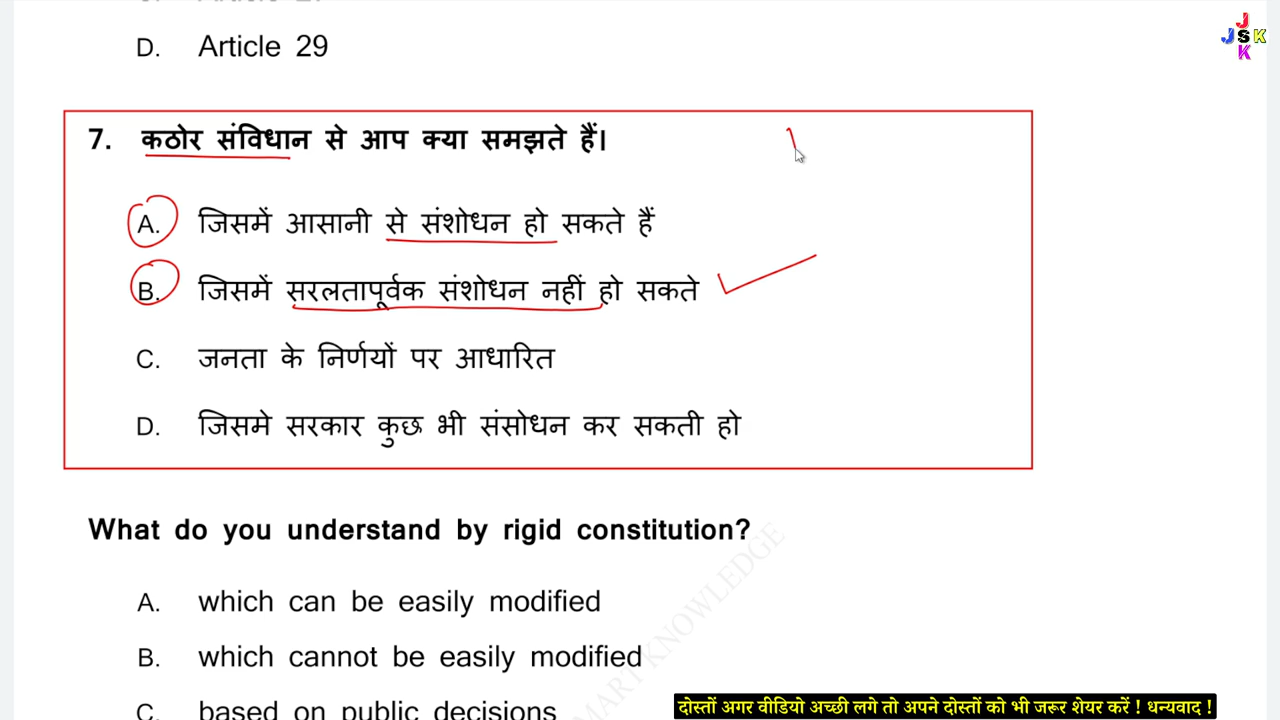 D. Article 29
J
JSK
K
7. कठोर संविधान से आप क्या समझते हैं।
A. जिसमें आसानी से संशोधन हो सकते हैं
B. जिसमें सरलतापूर्वक संशोधन नहीं हो सकते
C. जनता के निर्णयों पर आधारित
D. जिसमे सरकार कुछ भी संसोधन कर सकती हो
What do you understand by rigid constitution?
A. which can be easily modified
B. which cannot be easily modified
C. based on public decisions
MART KNOWLEDGE
दोस्तों अगर वीडियो अच्छी लगे तो अपने दोस्तों को भी जरूर शेयर करें ! धन्यवाद !